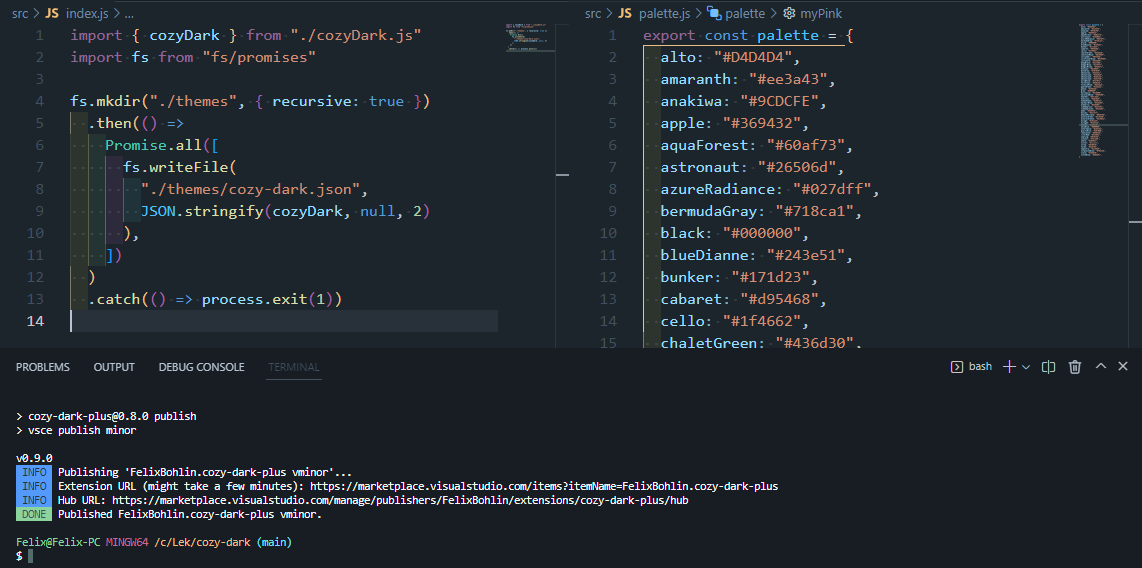 src > JS index.js > ...
1 import { cozyDark } from "./cozyDark.js"
2 import fs from "fs/promises"
3
4 fs.mkdir("./themes", { recursive: true })
5 .then(() =>
6 Promise.all([
7 fs.writeFile(
8 "./themes/cozy-dark.json",
9 JSON.stringify(cozyDark, null, 2)
10 ),
11 ])
12 )
13 .catch(() => process.exit(1))
14
src > JS palette.js > palette > myPink
1 export const palette = {
2 alto: "#D4D4D4",
3 amaranth: "#ee3a43",
4 anakiwa: "#9CDCFE",
5 apple: "#369432",
6 aquaForest: "#60af73",
7 astronaut: "#26506d",
8 azureRadiance: "#027dff",
9 bermudaGray: "#718ca1",
10 black: "#000000",
11 blueDianne: "#243e51",
12 bunker: "#171d23",
13 cabaret: "#d95468",
14 cello: "#1f4662",
15 chaletGreen: "#436d30",
PROBLEMS OUTPUT DEBUG CONSOLE TERMINAL bash
> cozy-dark-plus@0.8.0 publish
> vsce publish minor
v0.9.0
INFO Publishing 'FelixBohlin.cozy-dark-plus vminor'...
INFO Extension URL (might take a few minutes): https://marketplace.visualstudio.com/items?itemName=FelixBohlin.cozy-dark-plus
INFO Hub URL: https://marketplace.visualstudio.com/manage/publishers/FelixBohlin/extensions/cozy-dark-plus/hub
DONE Published FelixBohlin.cozy-dark-plus vminor.
Felix@Felix-PC MINGW64 /c/Lek/cozy-dark (main)
$